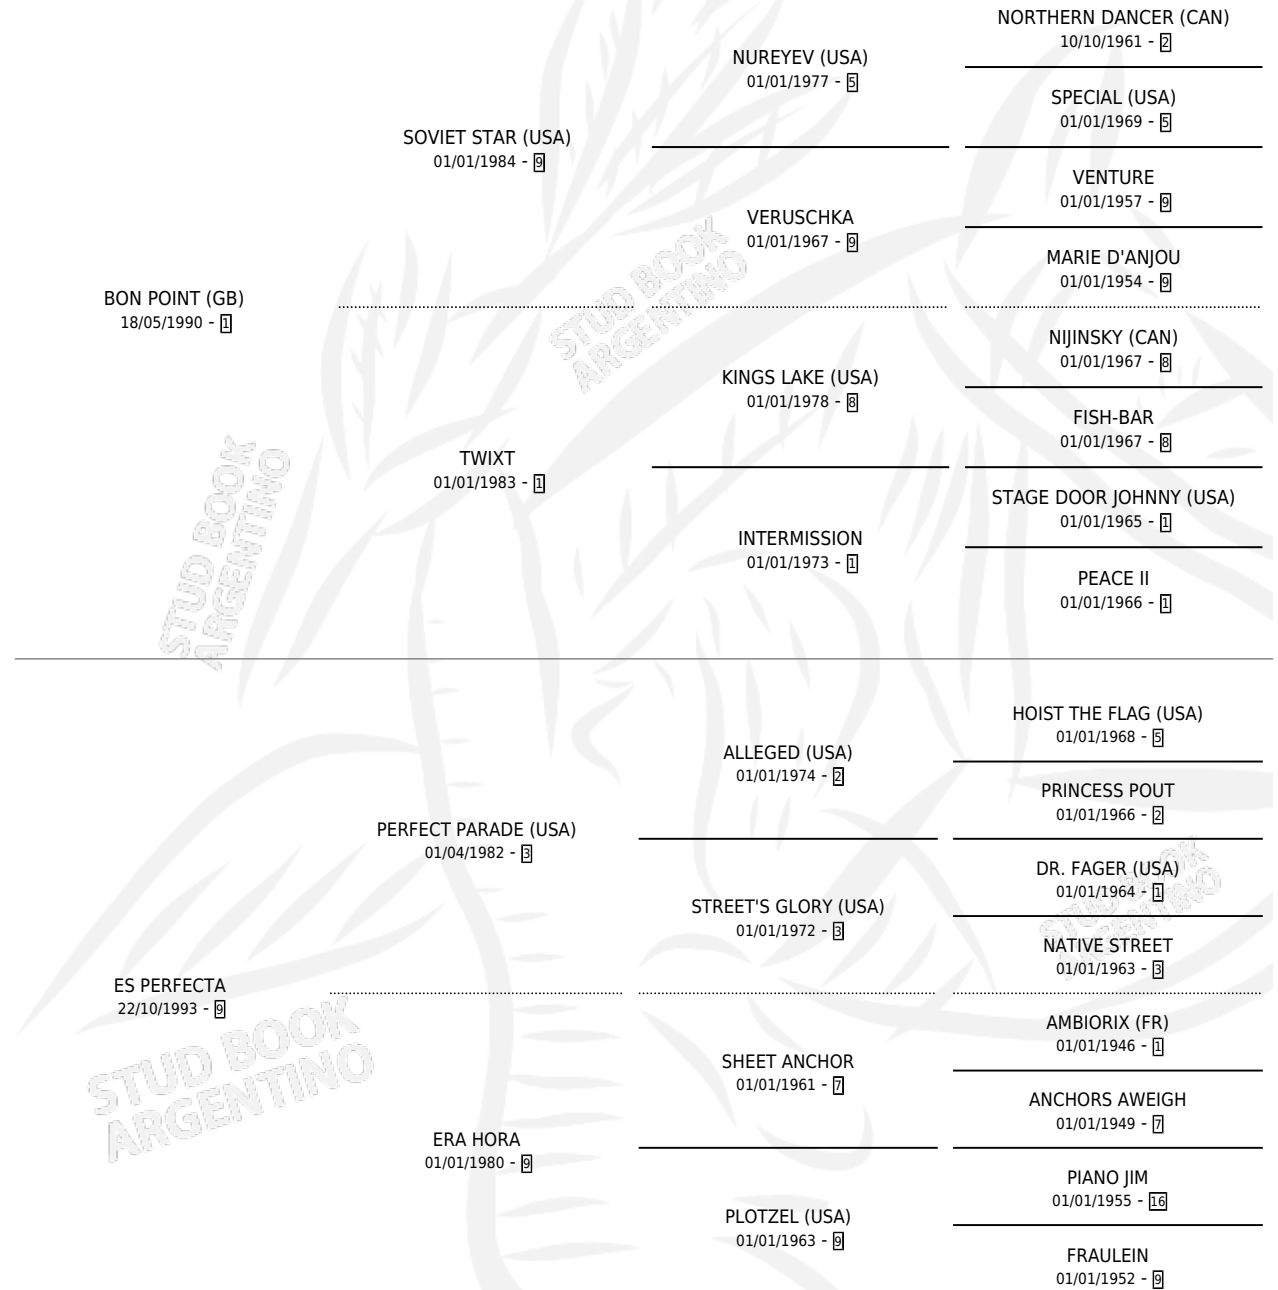 NORTHERN DANCER (CAN)
10/10/1961 - 2
NUREYEV (USA)
01/01/1977 - 5
SPECIAL (USA)
01/01/1969 - 5
SOVIET STAR (USA)
01/01/1984 - 9
VENTURE
01/01/1957 - 9
VERUSCHKA
01/01/1967 - 9
MARIE D'ANJOU
01/01/1954 - 9
BON POINT (GB)
18/05/1990 - 1
NIJINSKY (CAN)
01/01/1967 - 8
KINGS LAKE (USA)
01/01/1978 - 8
FISH-BAR
01/01/1967 - 8
TWIXT
01/01/1983 - 1
STAGE DOOR JOHNNY (USA)
01/01/1965 - 1
INTERMISSION
01/01/1973 - 1
PEACE II
01/01/1966 - 1
HOIST THE FLAG (USA)
01/01/1968 - 5
ALLEGED (USA)
01/01/1974 - 2
PRINCESS POUT
01/01/1966 - 2
PERFECT PARADE (USA)
01/04/1982 - 3
DR. FAGER (USA)
01/01/1964 - 1
STREET'S GLORY (USA)
01/01/1972 - 3
NATIVE STREET
01/01/1963 - 3
ES PERFECTA
22/10/1993 - 9
AMBIORIX (FR)
01/01/1946 - 1
SHEET ANCHOR
01/01/1961 - 7
ANCHORS AWEIGH
01/01/1949 - 7
ERA HORA
01/01/1980 - 9
PIANO JIM
01/01/1955 - 16
PLOTZEL (USA)
01/01/1963 - 9
FRAULEIN
01/01/1952 - 9
STUD BOOK
ARGENTINO
STUD BOOK
ARGENTINO
STUD BOOK
ARGENTINO
STUD BOOK
ARGENTINO